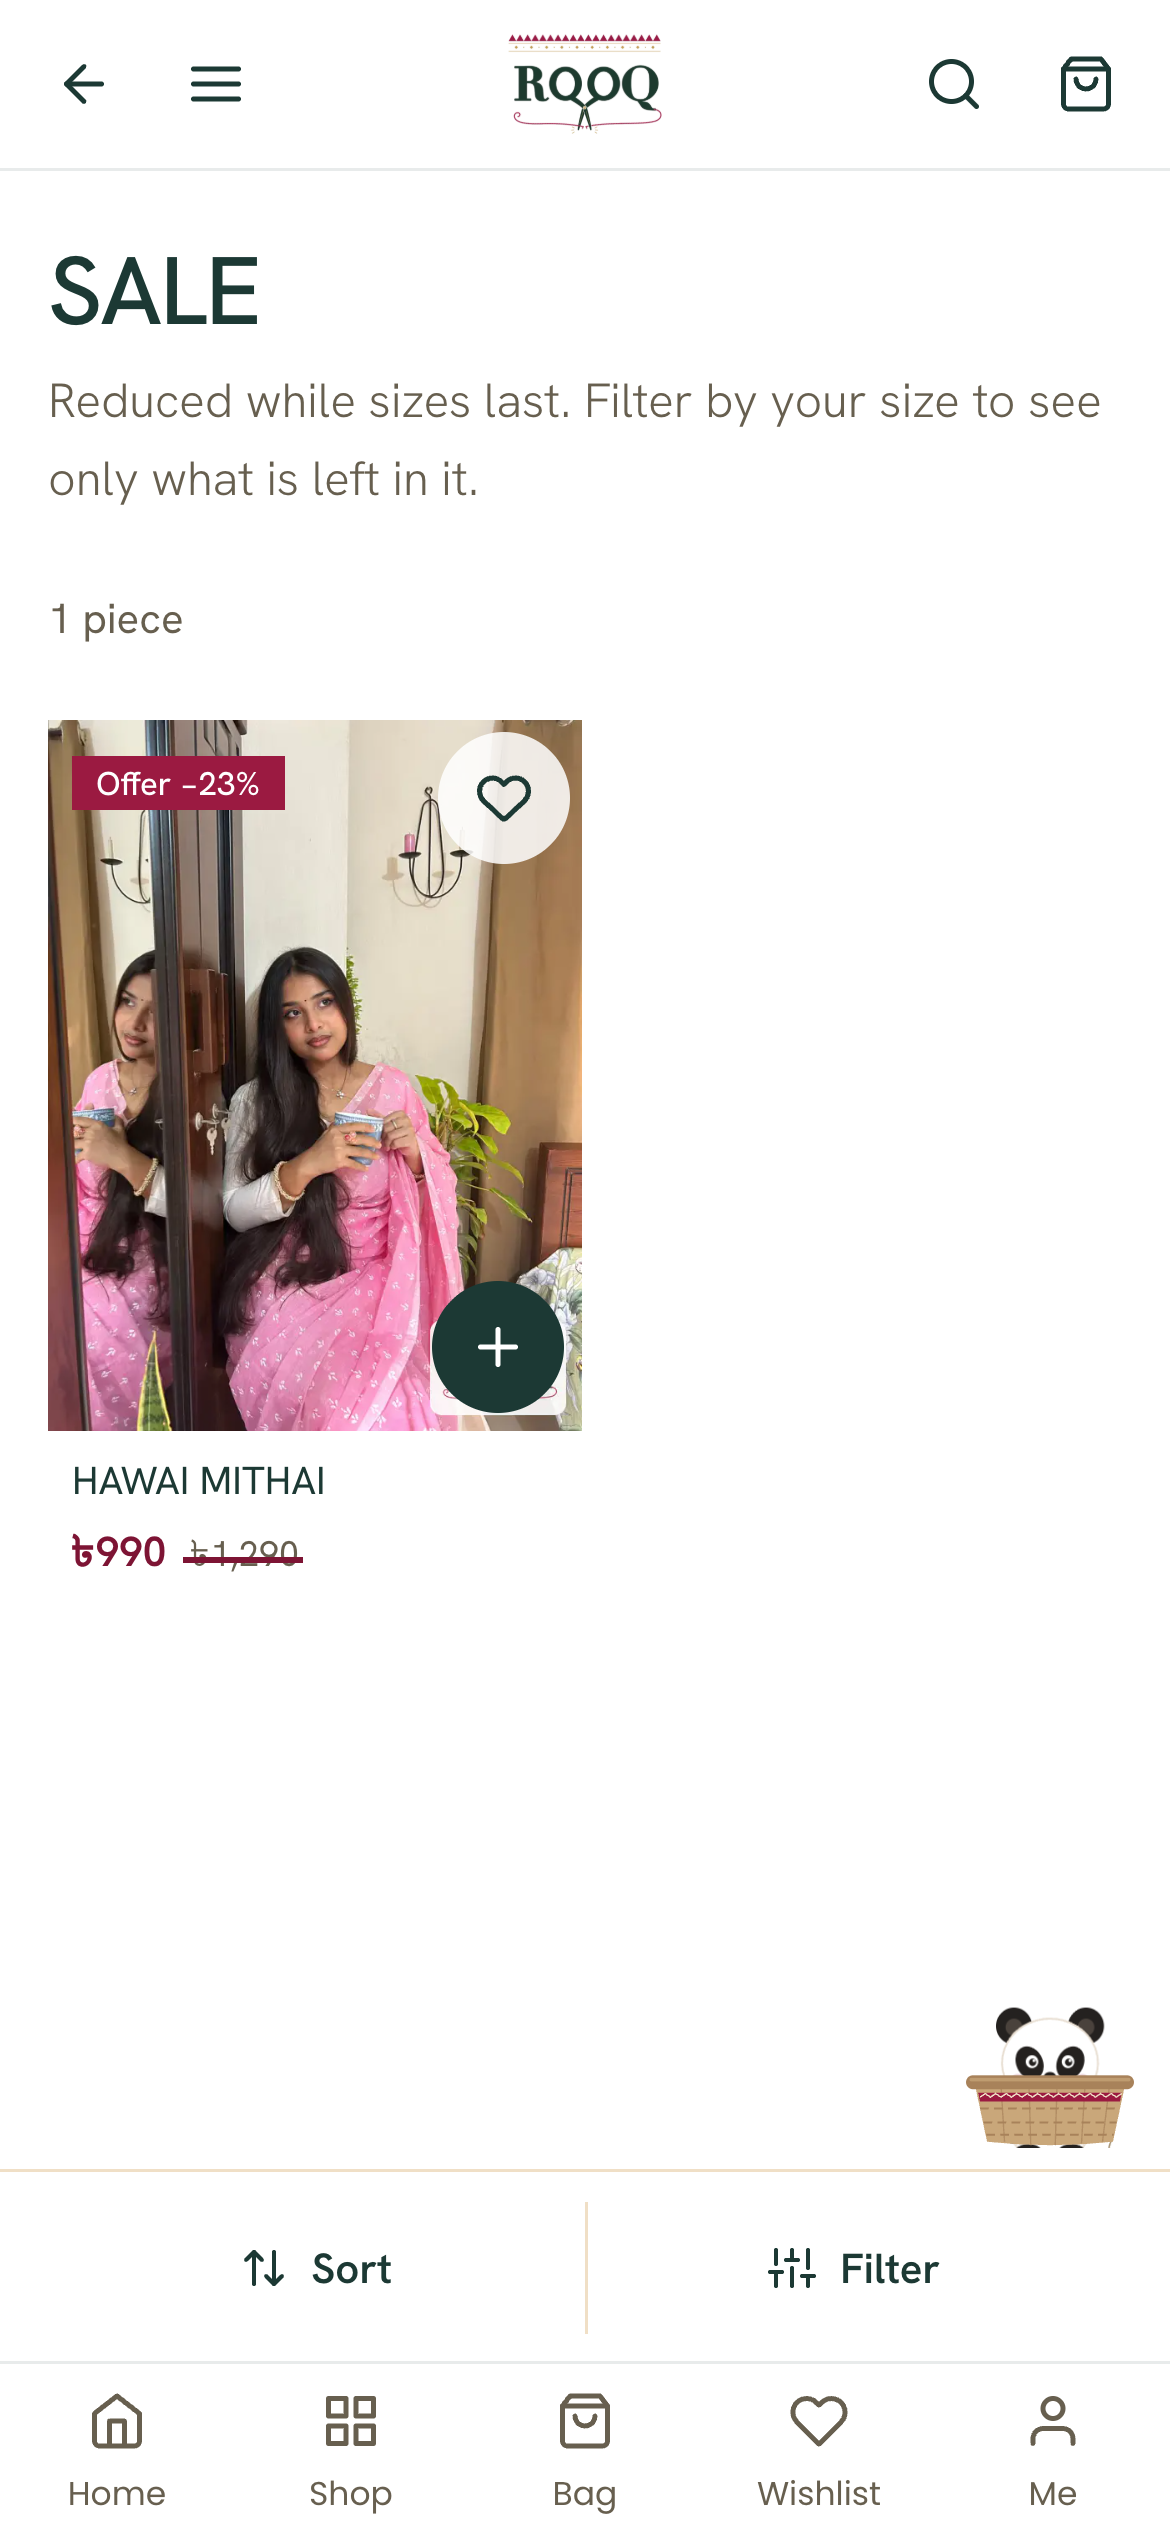 ROOQ
SALE
Reduced while sizes last. Filter by your size to see
only what is left in it.
1 piece
Offer –23%
HAWAI MITHAI
৳990 ৳1,290
Sort
Filter
Home
Shop
Bag
Wishlist
Me